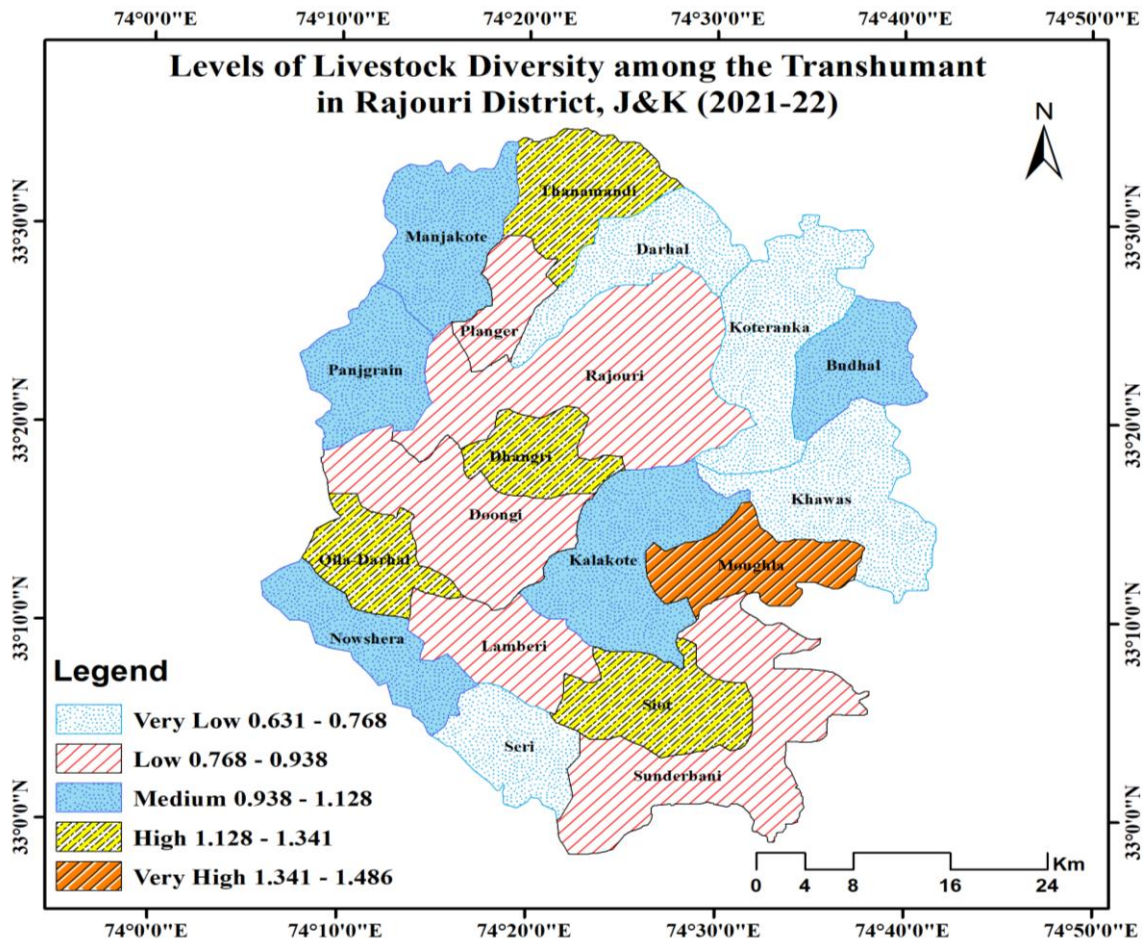 74°0'0"E 74°10'0"E 74°20'0"E 74°30'0"E 74°40'0"E 74°50'0"E
Levels of Livestock Diversity among the Transhumant
in Rajouri District, J&K (2021-22)
N
Thanamandi
33°30'0"N
33°30'0"N
Manjakote
Darhal
Planger
Koteranka
Panjgrain
Rajouri
Budhal
33°20'0"N
33°20'0"N
Dhangri
Khawas
Doongi
Qila-Darhal
Kalakote
Moughla
33°10'0"N
33°10'0"N
Nowshera
Lamberi
Siot
Seri
Sunderbani
33°0'0"N
33°0'0"N
Legend
Very Low 0.631 - 0.768
Low 0.768 - 0.938
Medium 0.938 - 1.128
High 1.128 - 1.341
Very High 1.341 - 1.486
Km
0 4 8 16 24
74°0'0"E 74°10'0"E 74°20'0"E 74°30'0"E 74°40'0"E 74°50'0"E